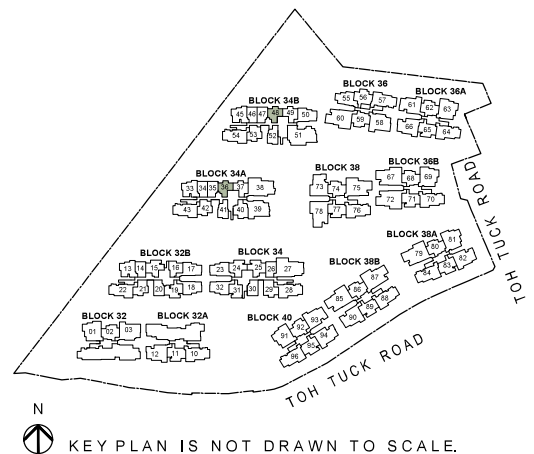 BLOCK 36
BLOCK 36A
BLOCK 34B
55 56 57
61 62 63
45 46 47 48 49 50
60 59 58
66 65 64
54 53 52 51
BLOCK 34A
BLOCK 38
BLOCK 36B
33 34 35 36 37 38
73 74 75
67 68 69
43 42 41 40 39
78 77 76
72 71 70
TOH TUCK ROAD
BLOCK 38A
79 80 81
84 83 82
BLOCK 32B
BLOCK 34
BLOCK 38B
13 14 15 16 17
23 24 25 26 27
85 86 87
22 21 20 19 18
32 31 30 29 28
90 89 88
BLOCK 32
BLOCK 32A
BLOCK 40
01 02 03
91 92 93
12 11 10
96 95 94
TOH TUCK ROAD
N
KEY PLAN IS NOT DRAWN TO SCALE.